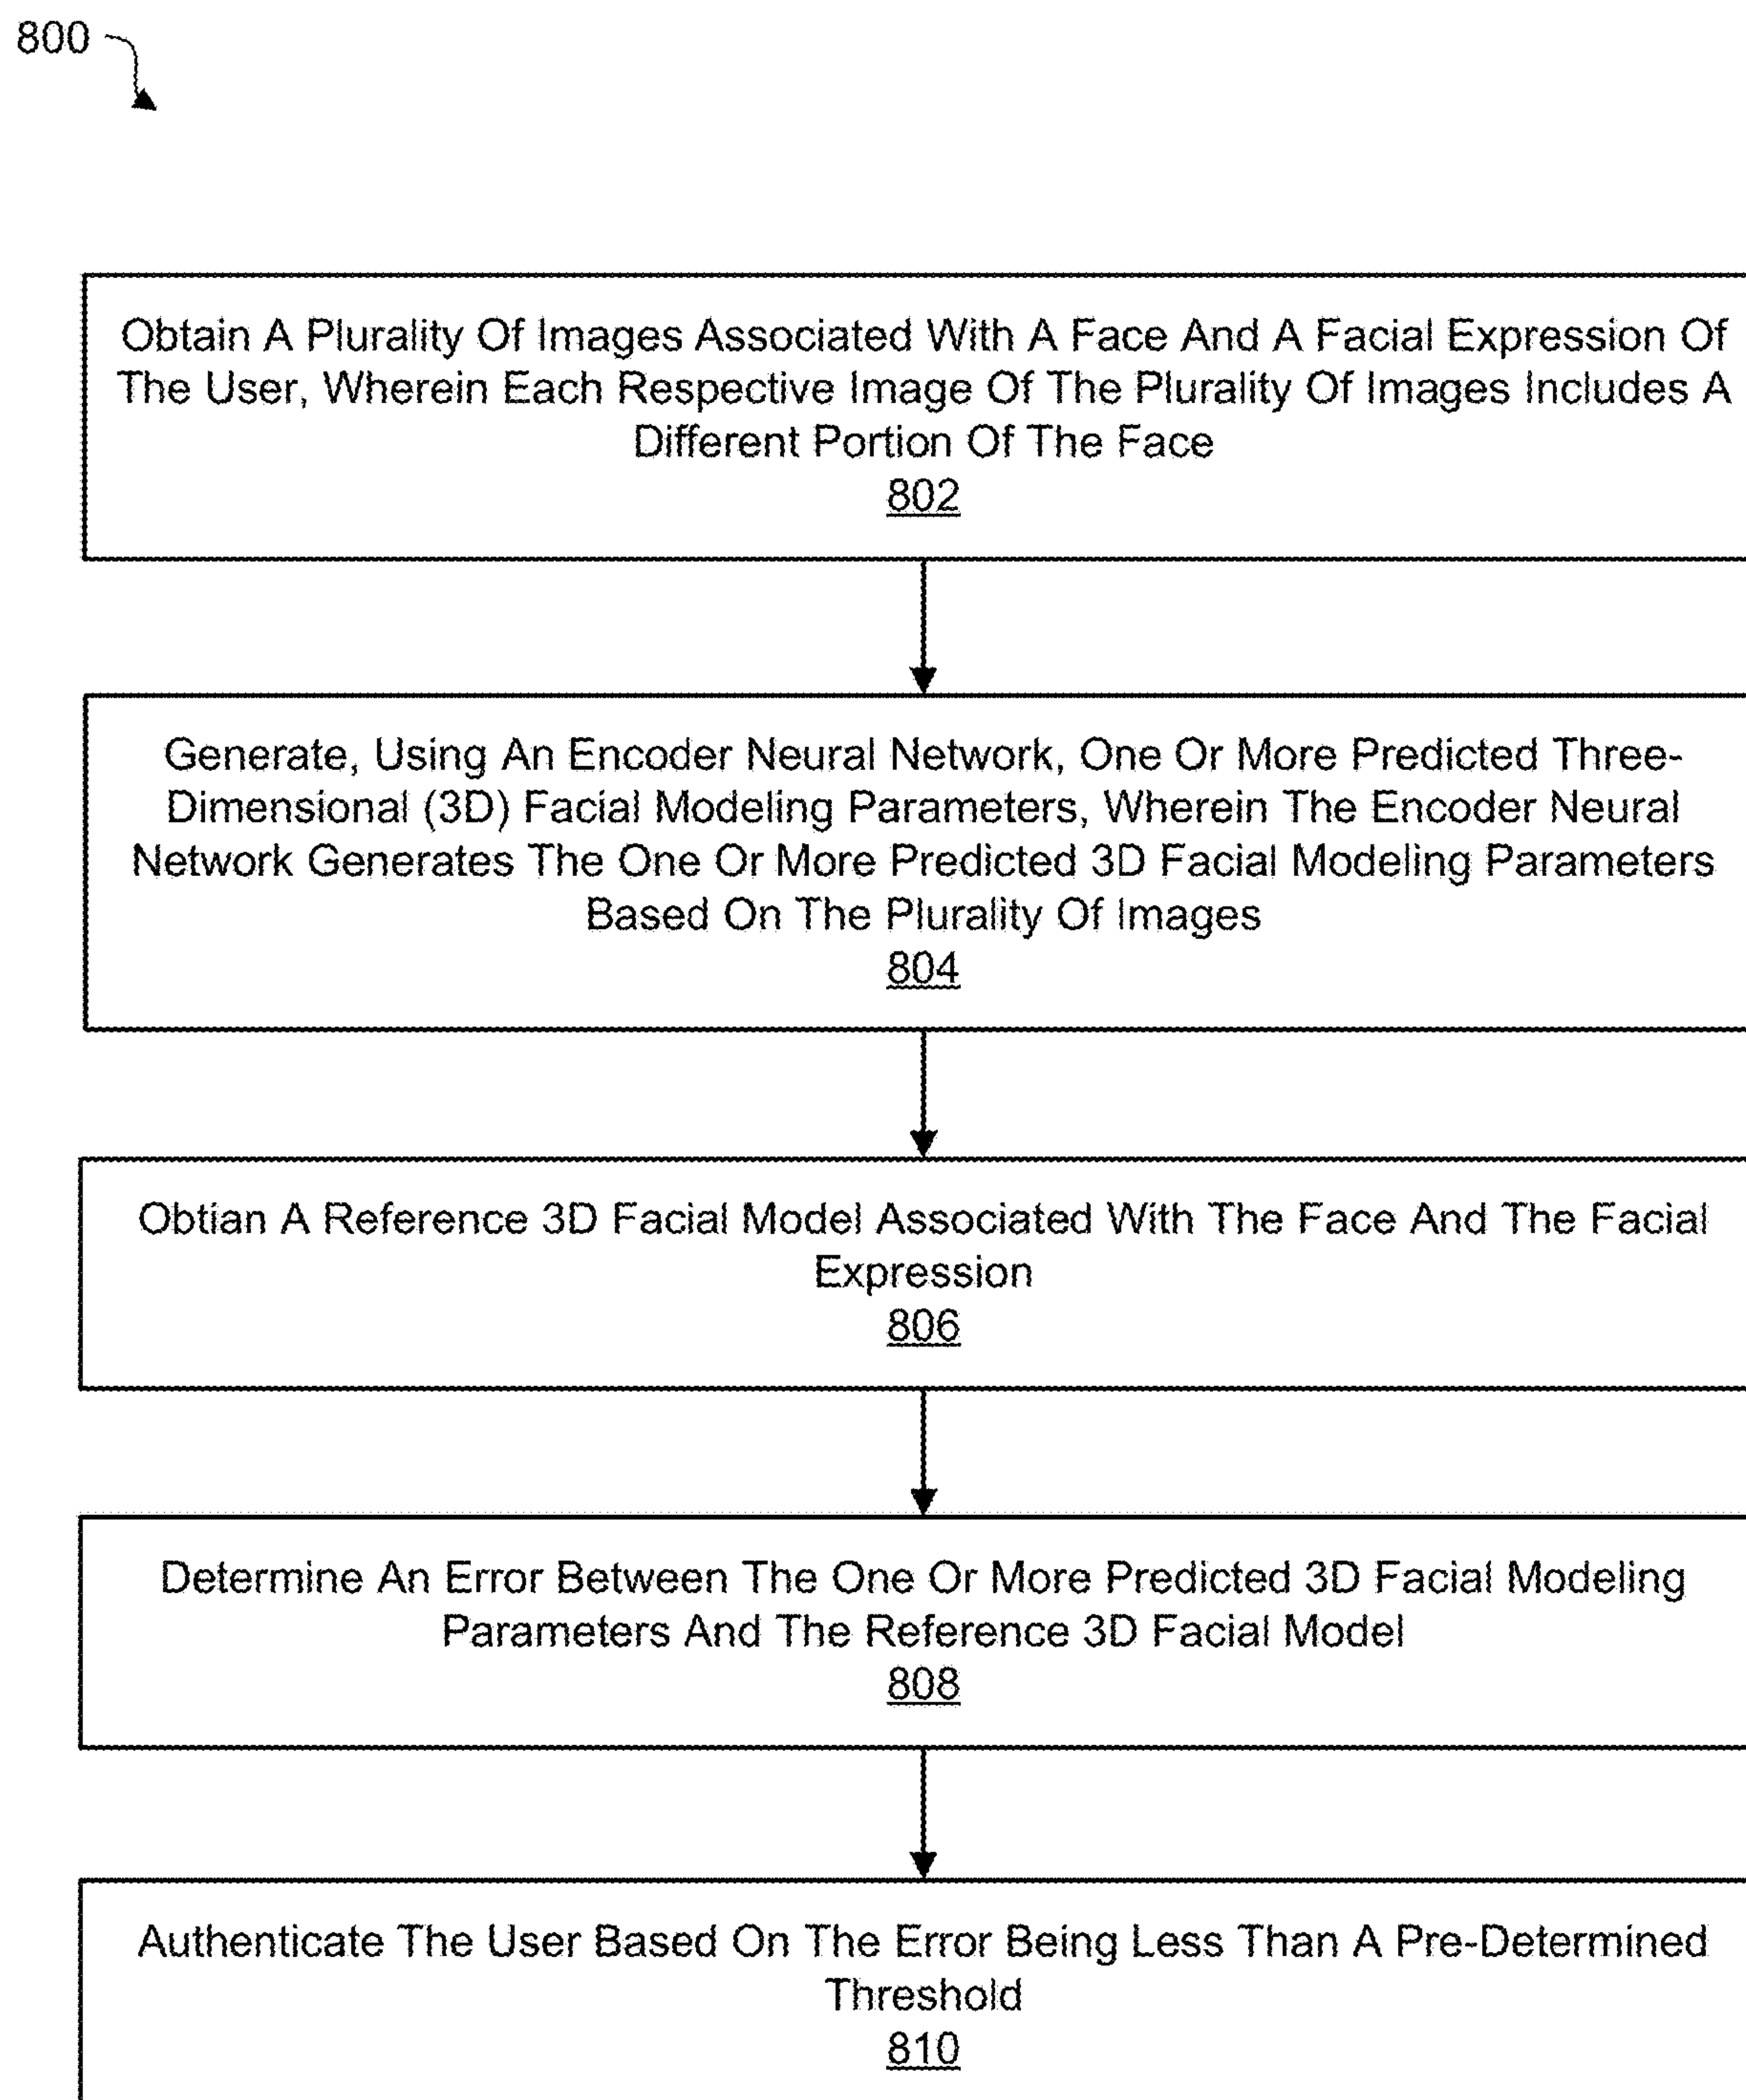 800
Obtain A Plurality Of Images Associated With A Face And A Facial Expression Of
The User, Wherein Each Respective Image Of The Plurality Of Images Includes A
Different Portion Of The Face
802
Generate, Using An Encoder Neural Network, One Or More Predicted Three-
Dimensional (3D) Facial Modeling Parameters, Wherein The Encoder Neural
Network Generates The One Or More Predicted 3D Facial Modeling Parameters
Based On The Plurality Of Images
804
Obtian A Reference 3D Facial Model Associated With The Face And The Facial
Expression
806
Determine An Error Between The One Or More Predicted 3D Facial Modeling
Parameters And The Reference 3D Facial Model
808
Authenticate The User Based On The Error Being Less Than A Pre-Determined
Threshold
810